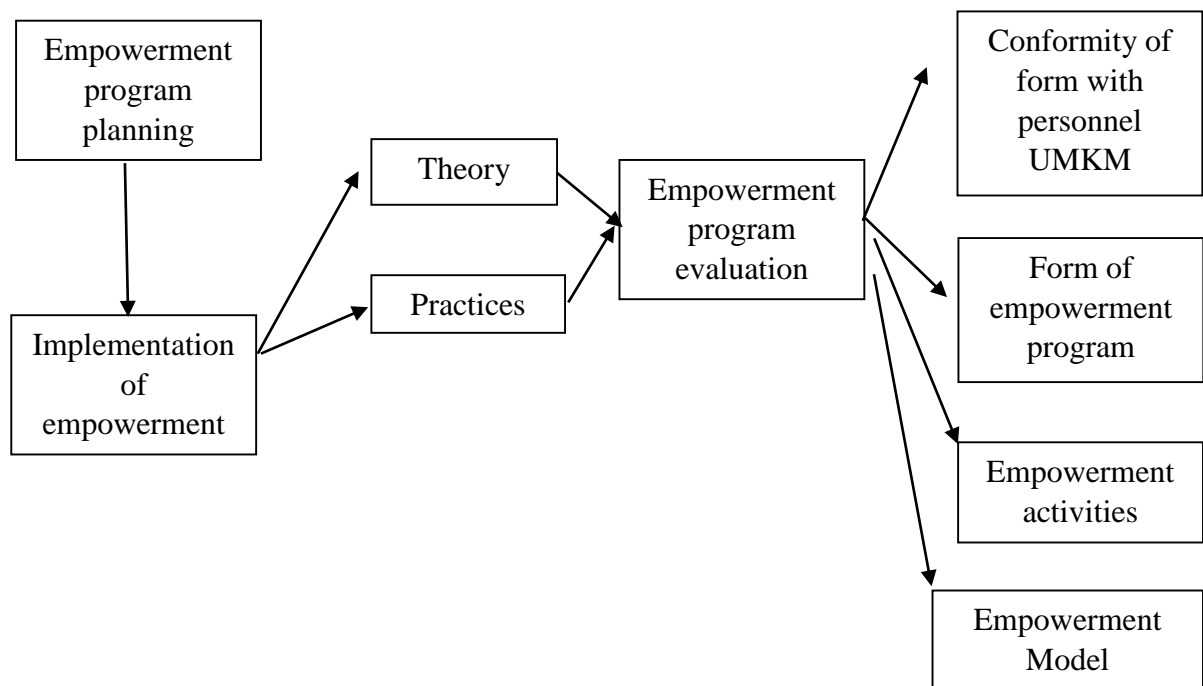 Empowerment
program
planning
Implementation
of
empowerment
Theory
Practices
Empowerment
program
evaluation
Conformity of
form with
personnel
UMKM
Form of
empowerment
program
Empowerment
activities
Empowerment
Model